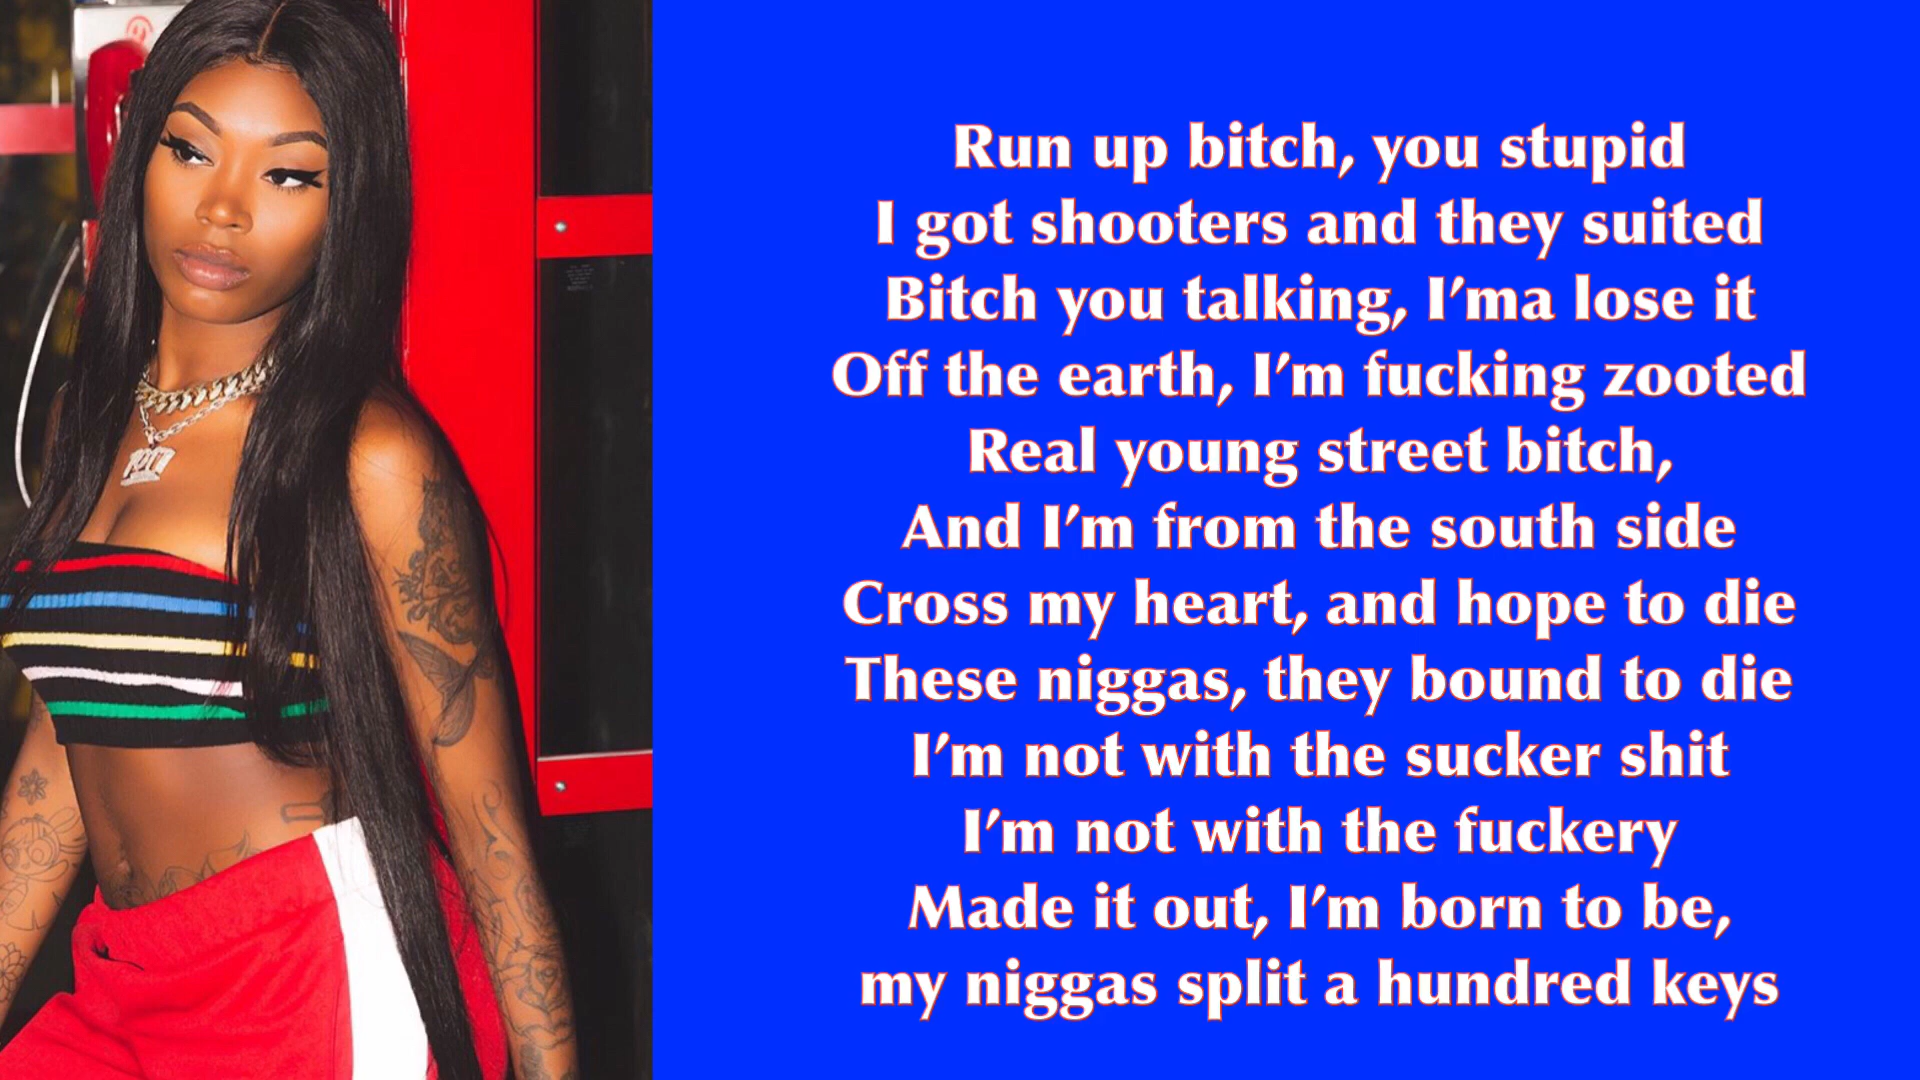 Run up bitch, you stupid
I got shooters and they suited
Bitch you talking, I’ma lose it
Off the earth, I’m fucking zooted
Real young street bitch,
And I’m from the south side
Cross my heart, and hope to die
These niggas, they bound to die
I’m not with the sucker shit
I’m not with the fuckery
Made it out, I’m born to be,
my niggas split a hundred keys